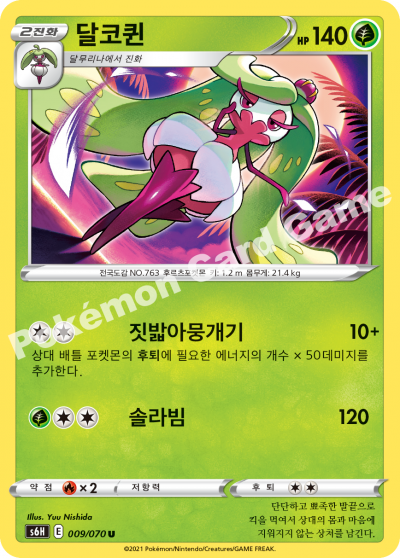 2진화
달코퀸
HP 140
달무리나에서 진화
전국도감 NO.763 후르츠포켓몬 키: 1.2 m 몸무게: 21.4 kg
Pokémon Card Game
짓밟아뭉개기 10+
상대 배틀 포켓몬의 후퇴에 필요한 에너지의 개수 × 50데미지를
추가한다.
솔라빔 120
약점 ×2 저항력 후퇴
Illus. Yuu Nishida
s6H E 009/070 U
단단하고 뾰족한 발끝으로
킥을 먹여서 상대의 몸과 마음에
지워지지 않는 상처를 남긴다.
©2021 Pokémon/Nintendo/Creatures/GAME FREAK.